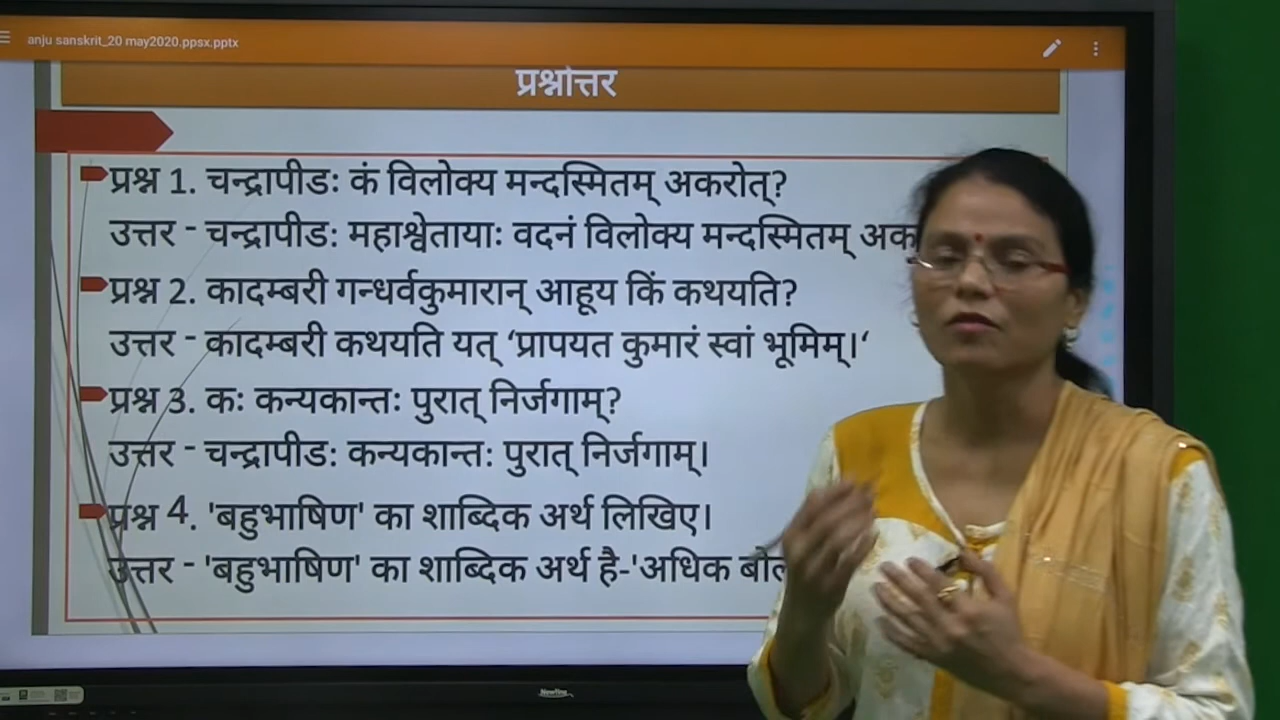 anju sanskrit_20 may2020.ppsx.pptx
प्रश्नोत्तर
प्रश्न 1. चन्द्रापीडः कं विलोक्य मन्दस्मितम् अकरोत्?
उत्तर - चन्द्रापीड: महाश्वेतायाः वदनं विलोक्य मन्दस्मितम्
प्रश्न 2. कादम्बरी गन्धर्वकुमारान् आहूय किं कथयति?
उत्तर - कादम्बरी कथयति यत् ‘प्रापयत कुमारं स्वां भूमिम्।‘
प्रश्न 3. कः कन्यकान्तः पुरात् निर्जगाम्?
उत्तर - चन्द्रापीड: कन्यकान्त: पुरात् निर्जगाम्।
प्रश्न 4. 'बहुभाषिण' का शाब्दिक अर्थ लिखिए।
उत्तर - 'बहुभाषिण' का शाब्दिक अर्थ है-'अधिक
Newline